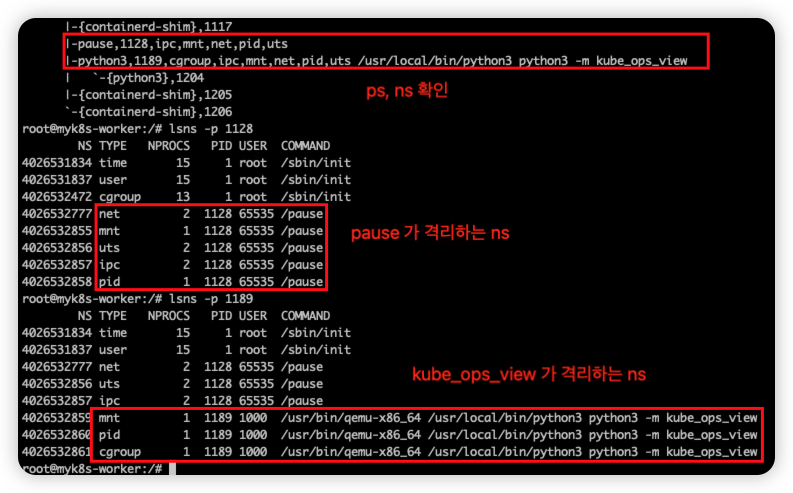 |-{containerd-shim},1117
|-pause,1128,ipc,mnt,net,pid,uts
|-python3,1189,cgroup,ipc,mnt,net,pid,uts /usr/local/bin/python3 python3 -m kube_ops_view
|   `-{python3},1204
|-{containerd-shim},1205
`-{containerd-shim},1206
ps, ns 확인
root@myk8s-worker:/# lsns -p 1128
NS TYPE   NPROCS   PID USER  COMMAND
4026531834 time       15     1 root  /sbin/init
4026531837 user       15     1 root  /sbin/init
4026532472 cgroup     13     1 root  /sbin/init
4026532777 net         2  1128 65535 /pause
4026532855 mnt         1  1128 65535 /pause
4026532856 uts         2  1128 65535 /pause
4026532857 ipc         2  1128 65535 /pause
4026532858 pid         1  1128 65535 /pause
pause 가 격리하는 ns
root@myk8s-worker:/# lsns -p 1189
NS TYPE   NPROCS   PID USER  COMMAND
4026531834 time       15     1 root  /sbin/init
4026531837 user       15     1 root  /sbin/init
4026532777 net         2  1128 65535 /pause
4026532856 uts         2  1128 65535 /pause
4026532857 ipc         2  1128 65535 /pause
kube_ops_view 가 격리하는 ns
4026532859 mnt         1  1189 1000  /usr/bin/qemu-x86_64 /usr/local/bin/python3 python3 -m kube_ops_view
4026532860 pid         1  1189 1000  /usr/bin/qemu-x86_64 /usr/local/bin/python3 python3 -m kube_ops_view
4026532861 cgroup      1  1189 1000  /usr/bin/qemu-x86_64 /usr/local/bin/python3 python3 -m kube_ops_view
root@myk8s-worker:/#